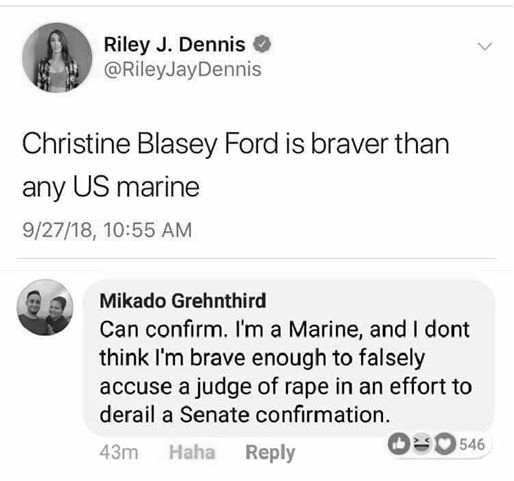 Riley J. Dennis
@RileyJayDennis
Christine Blasey Ford is braver than
any US marine
9/27/18, 10:55 AM
Mikado Grehnthird
Can confirm. I'm a Marine, and I dont
think I'm brave enough to falsely
accuse a judge of rape in an effort to
derail a Senate confirmation.
43m Haha Reply 546